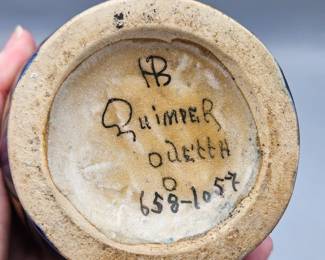 HB
Quimper
Odetta
658-1057